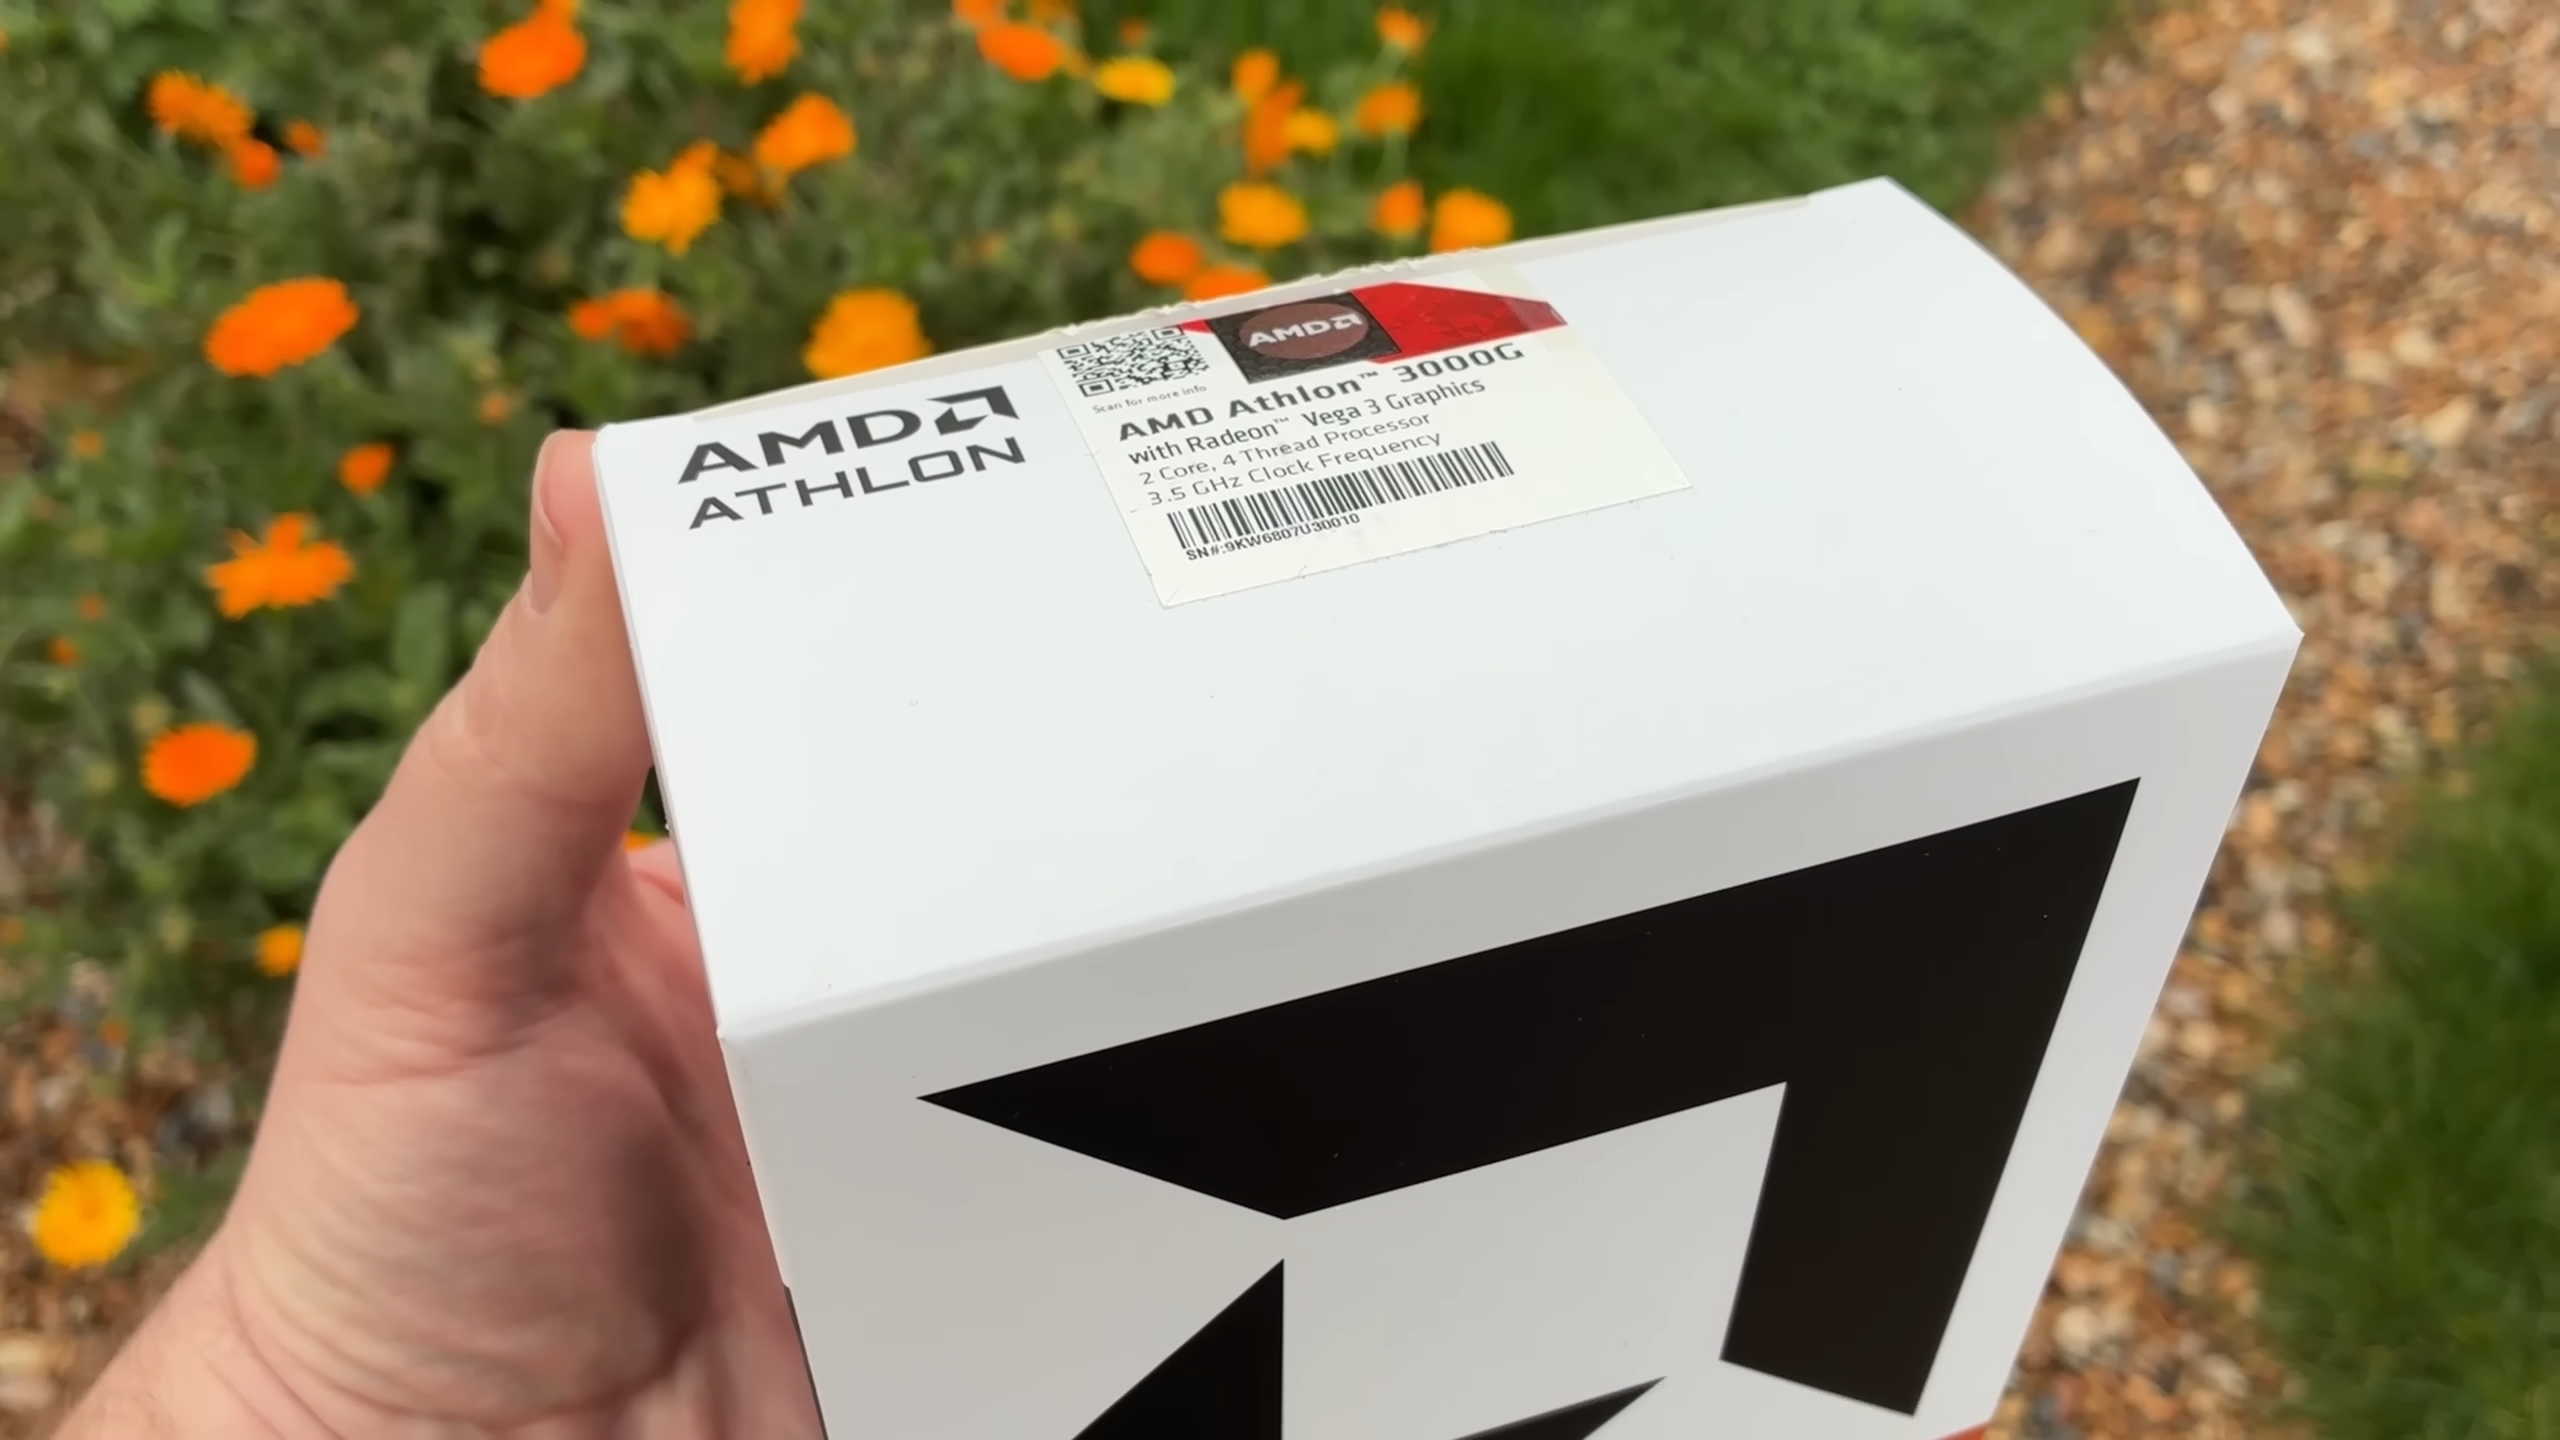 AMD
ATHLON
AMD
Scan for more info
AMD Athlon™ 3000G
with Radeon™ Vega 3 Graphics
2 Core, 4 Thread Processor
3.5 GHz Clock Frequency
SN#:9KW6807U30010